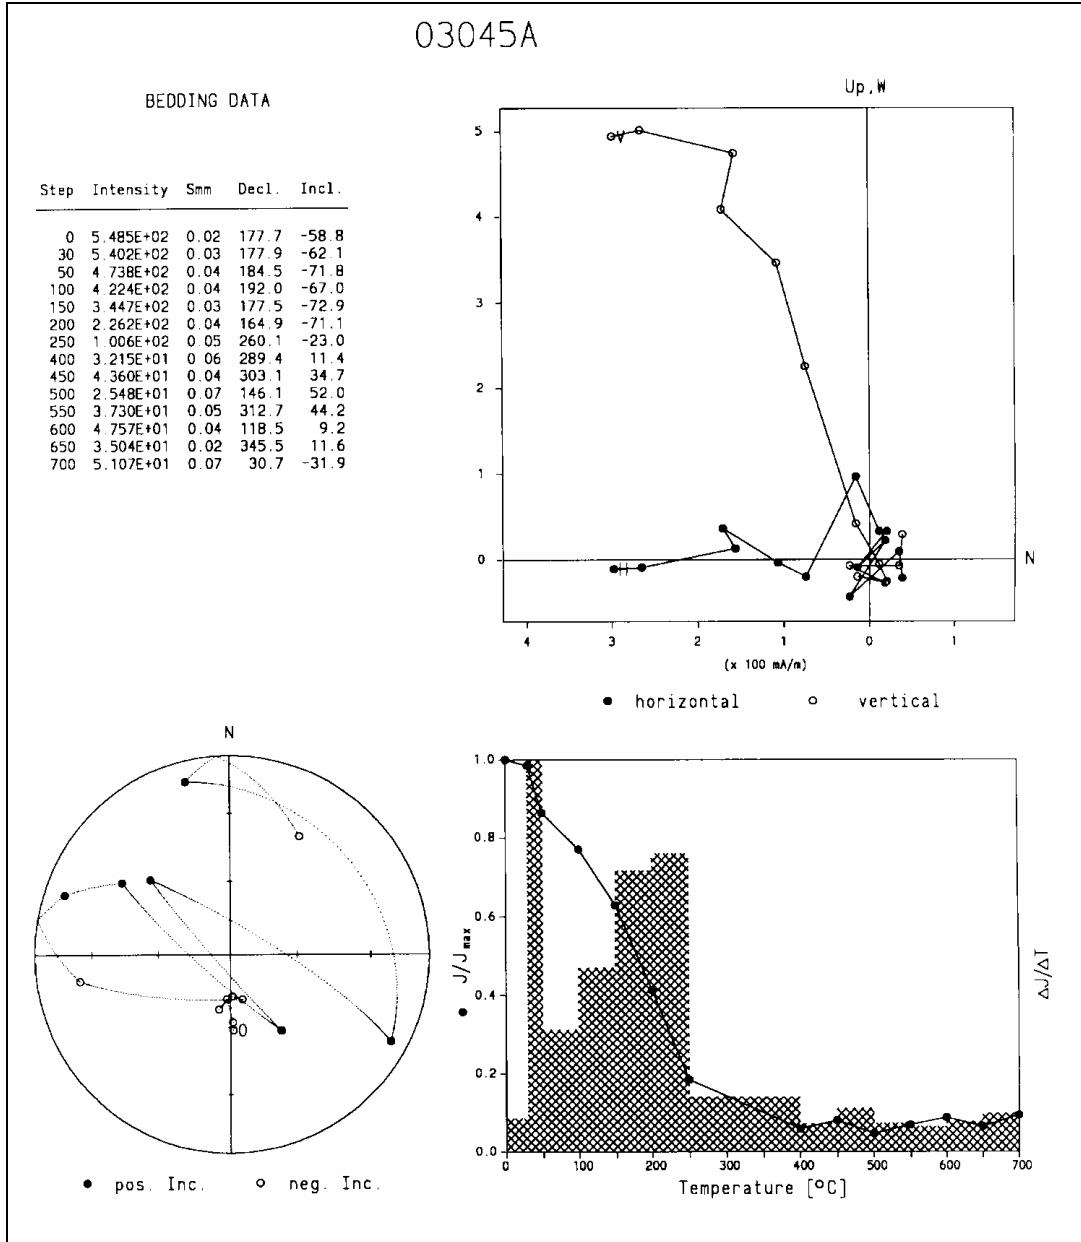 03045A
BEDDING DATA
Step Intensity Smm Decl. Incl.
0 5.485E+02 0.02 177.7 -58.8
30 5.402E+02 0.03 177.9 -62.1
50 4.738E+02 0.04 184.5 -71.8
100 4.224E+02 0.04 192.0 -67.0
150 3.447E+02 0.03 177.5 -72.9
200 2.262E+02 0.04 164.9 -71.1
250 1.006E+02 0.05 260.1 -23.0
400 3.215E+01 0.06 289.4 11.4
450 4.360E+01 0.04 303.1 34.7
500 2.548E+01 0.07 146.1 52.0
550 3.730E+01 0.05 312.7 44.2
600 4.757E+01 0.04 118.5 9.2
650 3.504E+01 0.02 345.5 11.6
700 5.107E+01 0.07 30.7 -31.9
Up,W
5
4
3
2
1
0
N
4 3 2 1 0 1
(x 100 mA/m)
● horizontal ○ vertical
N
● pos. Inc. ○ neg. Inc.
1.0
0.8
0.6
0.4
0.2
0.0
● J/Jmax
ΔJ/ΔT
0 100 200 300 400 500 600 700
Temperature [ºC]